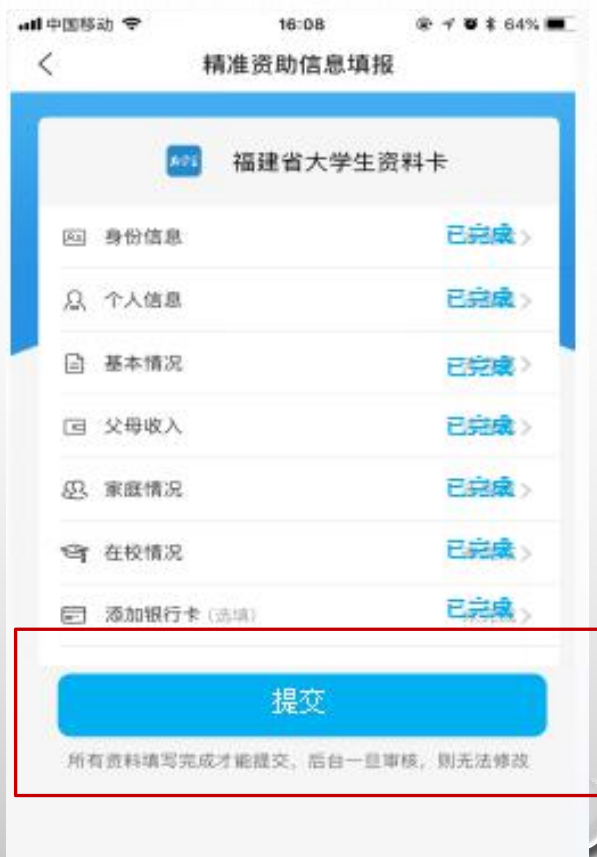 中国移动 16:08 64%
精准资助信息填报
福建省大学生资料卡
身份信息 已完成
个人信息 已完成
基本情况 已完成
父母收入 已完成
家庭情况 已完成
在校情况 已完成
添加银行卡 (选填) 已完成
提交
所有资料填写完成才能提交，后台一旦审核，则无法修改